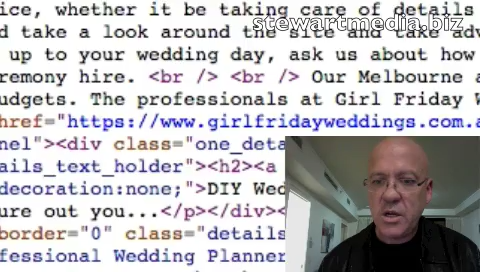 stewartmedia.biz
ice, whether it be taking care of details
d take a look around the site and take adv
up to your wedding day, ask us about how
remony hire. <br /> <br /> Our Melbourne a
udgets. The professionals at Girl Friday W
href="https://www.girlfridayweddings.com.a
nel"><div class="one_deta
ails_text_holder"><h2><a
decoration:none;">DIY Wed
ure out you...</p></div><
border="0" class="details
fessional Wedding Planner